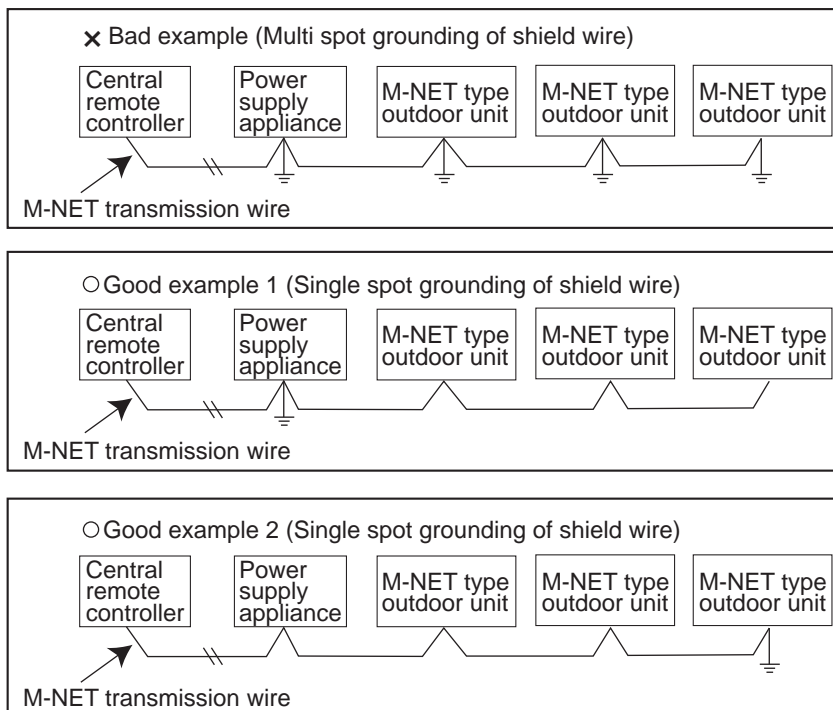 × Bad example (Multi spot grounding of shield wire)
Central remote controller
Power supply appliance
M-NET type outdoor unit
M-NET type outdoor unit
M-NET type outdoor unit
M-NET transmission wire
○ Good example 1 (Single spot grounding of shield wire)
Central remote controller
Power supply appliance
M-NET type outdoor unit
M-NET type outdoor unit
M-NET type outdoor unit
M-NET transmission wire
○ Good example 2 (Single spot grounding of shield wire)
Central remote controller
Power supply appliance
M-NET type outdoor unit
M-NET type outdoor unit
M-NET type outdoor unit
M-NET transmission wire